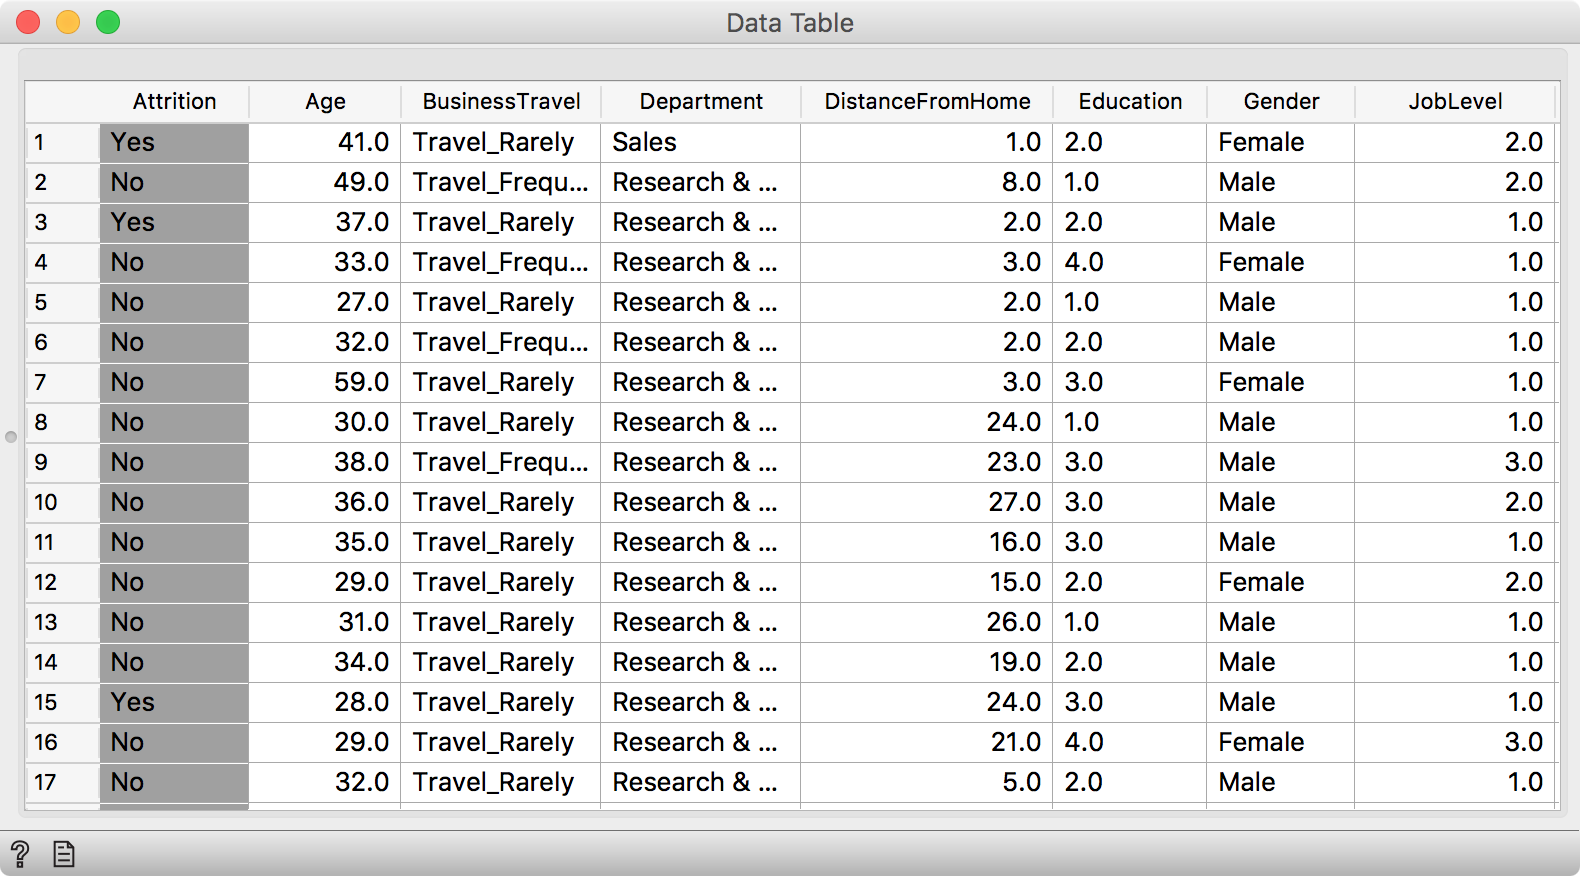 Data Table
Attrition Age BusinessTravel Department DistanceFromHome Education Gender JobLevel
1 Yes 41.0 Travel_Rarely Sales 1.0 2.0 Female 2.0
2 No 49.0 Travel_Frequ... Research & ... 8.0 1.0 Male 2.0
3 Yes 37.0 Travel_Rarely Research & ... 2.0 2.0 Male 1.0
4 No 33.0 Travel_Frequ... Research & ... 3.0 4.0 Female 1.0
5 No 27.0 Travel_Rarely Research & ... 2.0 1.0 Male 1.0
6 No 32.0 Travel_Frequ... Research & ... 2.0 2.0 Male 1.0
7 No 59.0 Travel_Rarely Research & ... 3.0 3.0 Female 1.0
8 No 30.0 Travel_Rarely Research & ... 24.0 1.0 Male 1.0
9 No 38.0 Travel_Frequ... Research & ... 23.0 3.0 Male 3.0
10 No 36.0 Travel_Rarely Research & ... 27.0 3.0 Male 2.0
11 No 35.0 Travel_Rarely Research & ... 16.0 3.0 Male 1.0
12 No 29.0 Travel_Rarely Research & ... 15.0 2.0 Female 2.0
13 No 31.0 Travel_Rarely Research & ... 26.0 1.0 Male 1.0
14 No 34.0 Travel_Rarely Research & ... 19.0 2.0 Male 1.0
15 Yes 28.0 Travel_Rarely Research & ... 24.0 3.0 Male 1.0
16 No 29.0 Travel_Rarely Research & ... 21.0 4.0 Female 3.0
17 No 32.0 Travel_Rarely Research & ... 5.0 2.0 Male 1.0
?